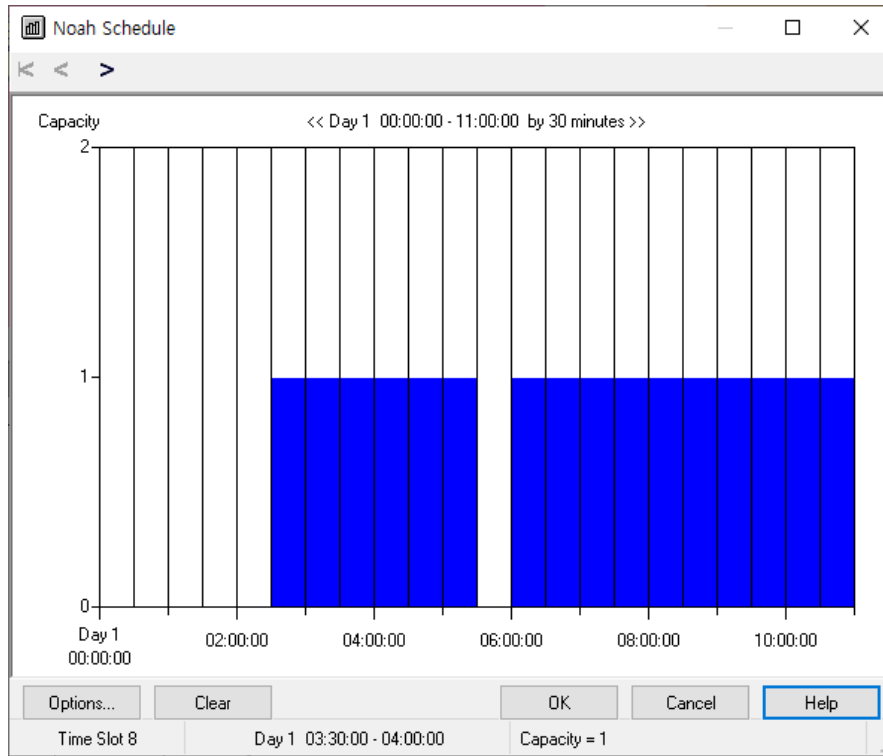 Noah Schedule
Capacity
<< Day 1 00:00:00 - 11:00:00 by 30 minutes >>
2
1
0
Day 1
00:00:00
02:00:00
04:00:00
06:00:00
08:00:00
10:00:00
Options...
Clear
OK
Cancel
Help
Time Slot 8
Day 1 03:30:00 - 04:00:00
Capacity = 1